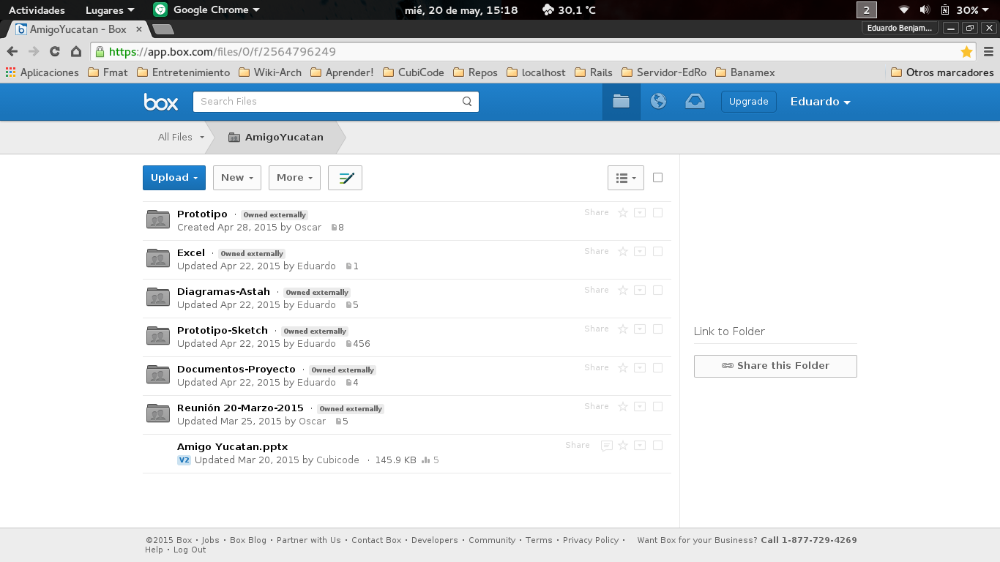 Actividades Lugares Google Chrome mié, 20 de may, 15:18 30.1 °C 2 30%
AmigoYucatan - Box Eduardo Benjam...
https://app.box.com/files/0/f/2564796249
Aplicaciones Fmat Entretenimiento Wiki-Arch Aprender! CubiCode Repos localhost Rails Servidor-EdRo Banamex Otros marcadores
box Search Files Upgrade Eduardo
All Files AmigoYucatan
Upload New More
Prototipo · Owned externally Share
Created Apr 28, 2015 by Oscar 8
Excel · Owned externally Share
Updated Apr 22, 2015 by Eduardo 1
Diagramas-Astah · Owned externally Share
Updated Apr 22, 2015 by Eduardo 5
Prototipo-Sketch · Owned externally Share
Updated Apr 22, 2015 by Eduardo 456
Documentos-Proyecto · Owned externally Share
Updated Apr 22, 2015 by Eduardo 4
Reunión 20-Marzo-2015 · Owned externally Share
Updated Mar 25, 2015 by Oscar 5
Amigo Yucatan.pptx Share
V2 Updated Mar 20, 2015 by Cubicode · 145.9 KB 5
Link to Folder
Share this Folder
©2015 Box • Jobs • Box Blog • Partner with Us • Contact Box • Developers • Community • Terms • Privacy Policy • Want Box for your Business? Call 1-877-729-4269
Help • Log Out